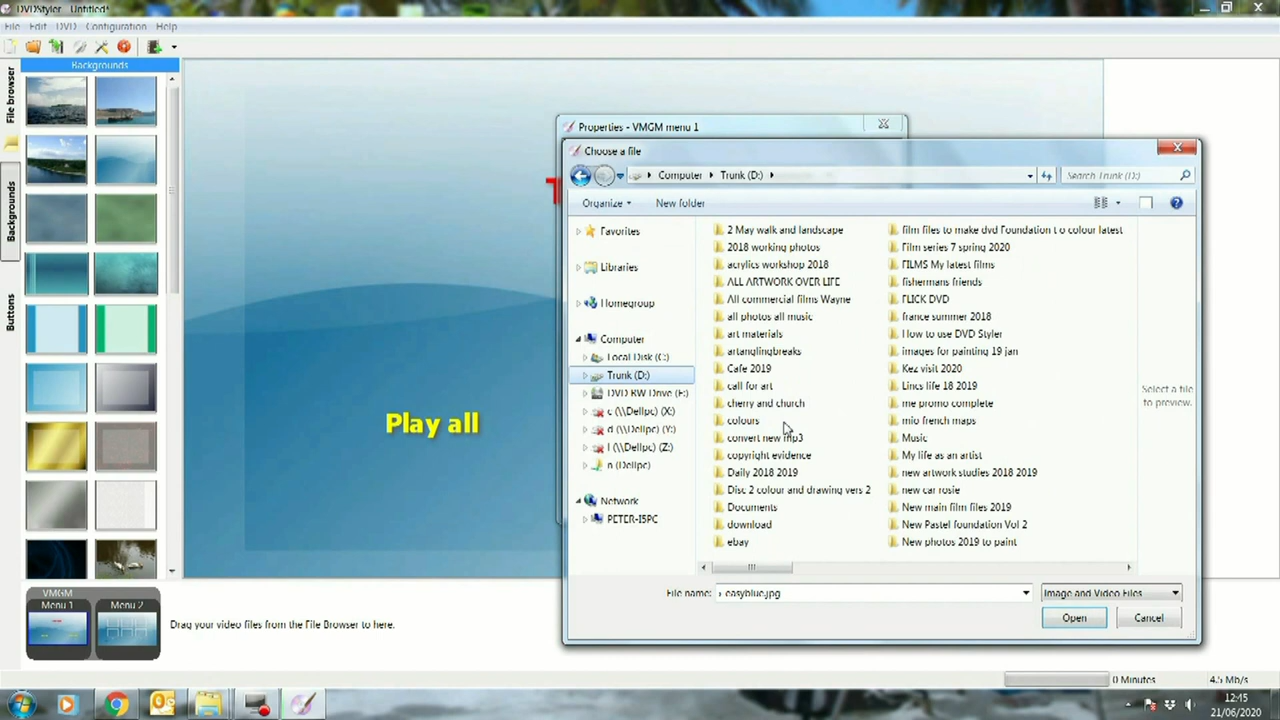 DVDStyler - Untitled*
File Edit DVD Configuration Help
File browser
Backgrounds
Buttons
Backgrounds
Play all
VMGM
Menu 1
Menu 2
Drag your video files from the File Browser to here.
Properties - VMGM menu 1
Choose a file
Computer Trunk (D:)
Search Trunk (D:)
Organize New folder
Favorites
Libraries
Homegroup
Computer
Local Disk (C:)
Trunk (D:)
DVD RW Drive (E:)
c (\\Dellpc) (X:)
d (\\Dellpc) (Y:)
l (\\Dellpc) (Z:)
n (Dellpc)
Network
PETER-I5PC
2 May walk and landscape
2018 working photos
acrylics workshop 2018
ALL ARTWORK OVER LIFE
All commercial films Wayne
all photos all music
art materials
artanglingbreaks
Cafe 2019
call for art
cherry and church
colours
convert new mp3
copyright evidence
Daily 2018 2019
Disc 2 colour and drawing vers 2
Documents
download
ebay
film files to make dvd Foundation t o colour latest
Film series 7 spring 2020
FILMS My latest films
fishermans friends
FLICK DVD
france summer 2018
How to use DVD Styler
images for painting 19 jan
Kez visit 2020
Lincs life 18 2019
me promo complete
mio french maps
Music
My life as an artist
new artwork studies 2018 2019
new car rosie
New main film files 2019
New Pastel foundation Vol 2
New photos 2019 to paint
Select a file
to preview.
File name: easyblue.jpg
Image and Video Files
Open Cancel
0 Minutes 4.5 Mb/s
12:45
21/06/2020